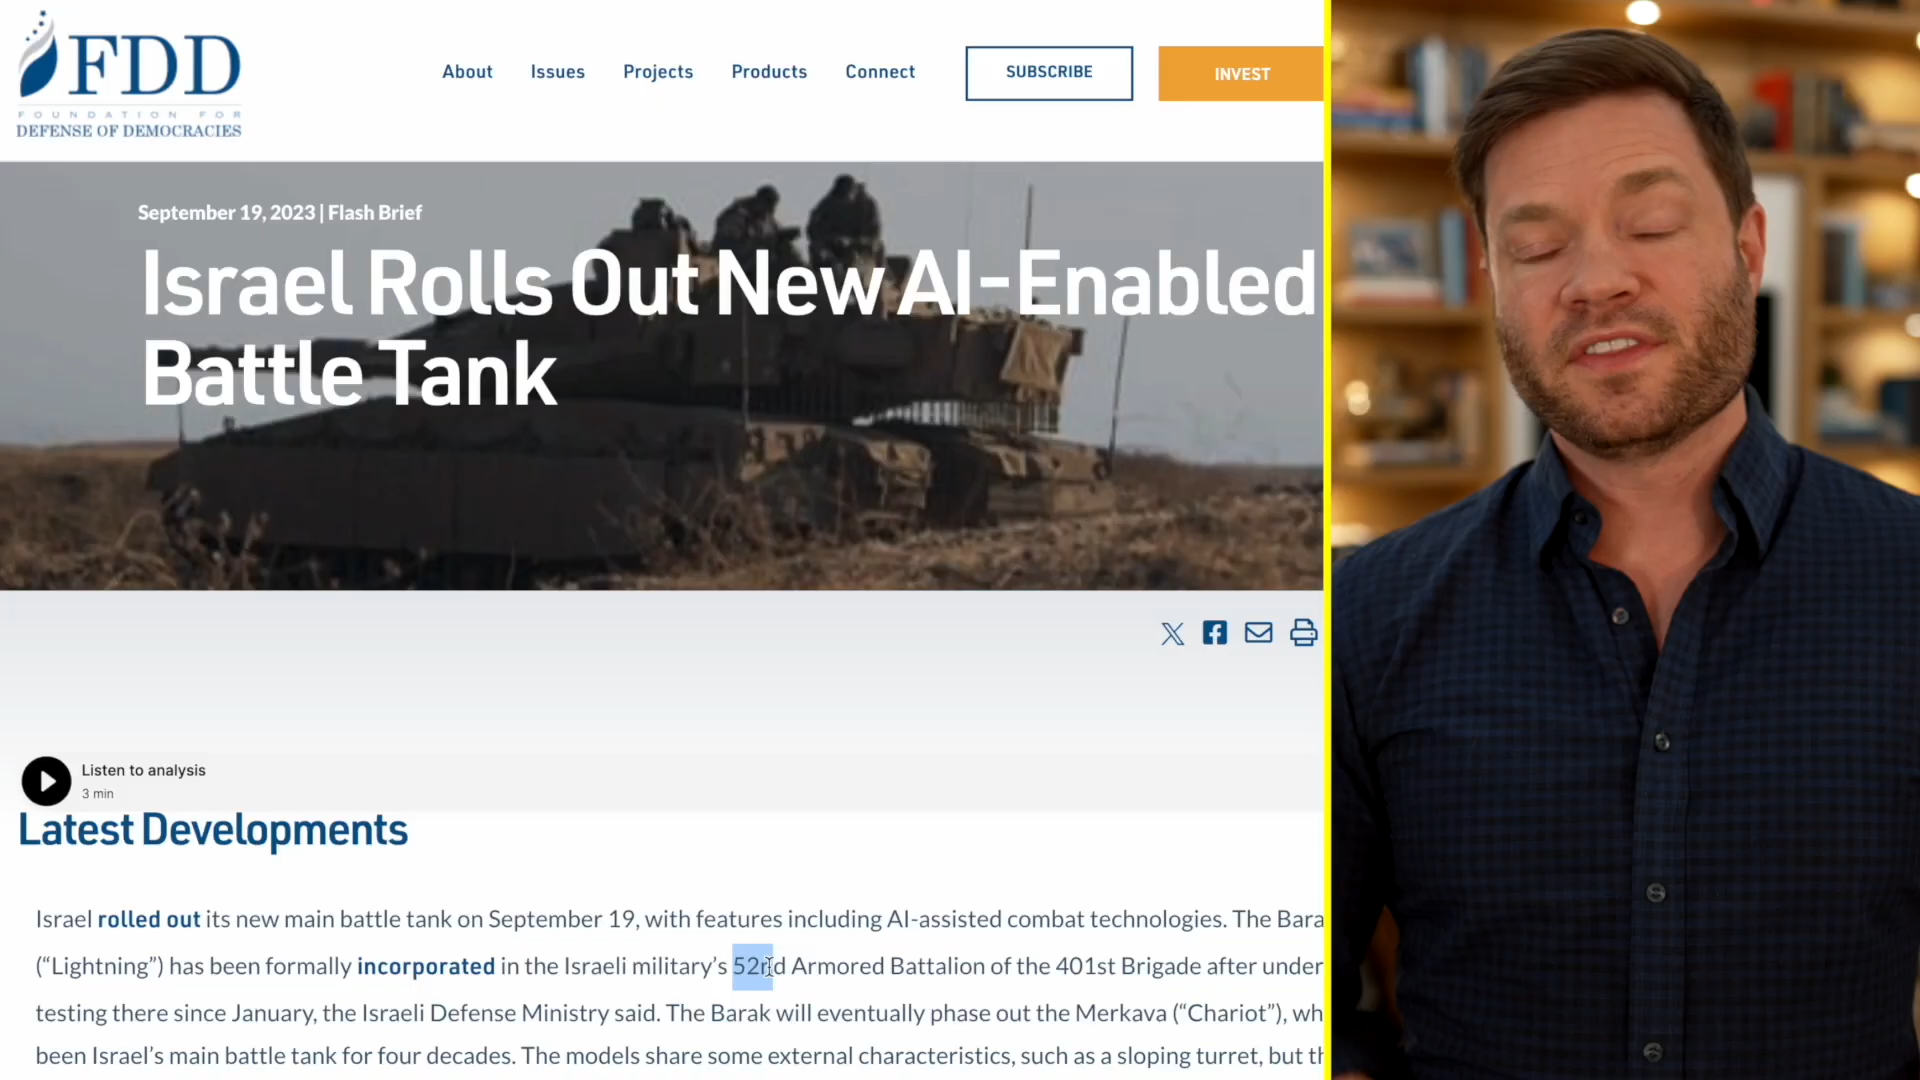 FDD
FOUNDATION FOR
DEFENSE OF DEMOCRACIES
About Issues Projects Products Connect SUBSCRIBE INVEST
September 19, 2023 | Flash Brief
Israel Rolls Out New AI-Enabled
Battle Tank
Listen to analysis
3 min
Latest Developments
Israel rolled out its new main battle tank on September 19, with features including AI-assisted combat technologies. The Bara
(“Lightning”) has been formally incorporated in the Israeli military’s 52nd Armored Battalion of the 401st Brigade after under
testing there since January, the Israeli Defense Ministry said. The Barak will eventually phase out the Merkava (“Chariot”), wh
been Israel’s main battle tank for four decades. The models share some external characteristics, such as a sloping turret, but th